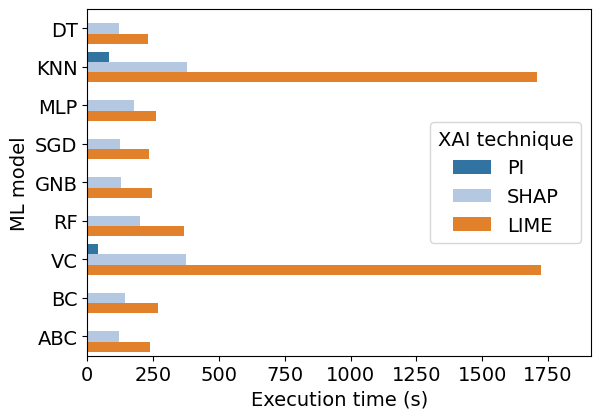 DT
KNN
MLP
SGD
GNB
RF
VC
BC
ABC
ML model
XAI technique
PI
SHAP
LIME
0 250 500 750 1000 1250 1500 1750
Execution time (s)